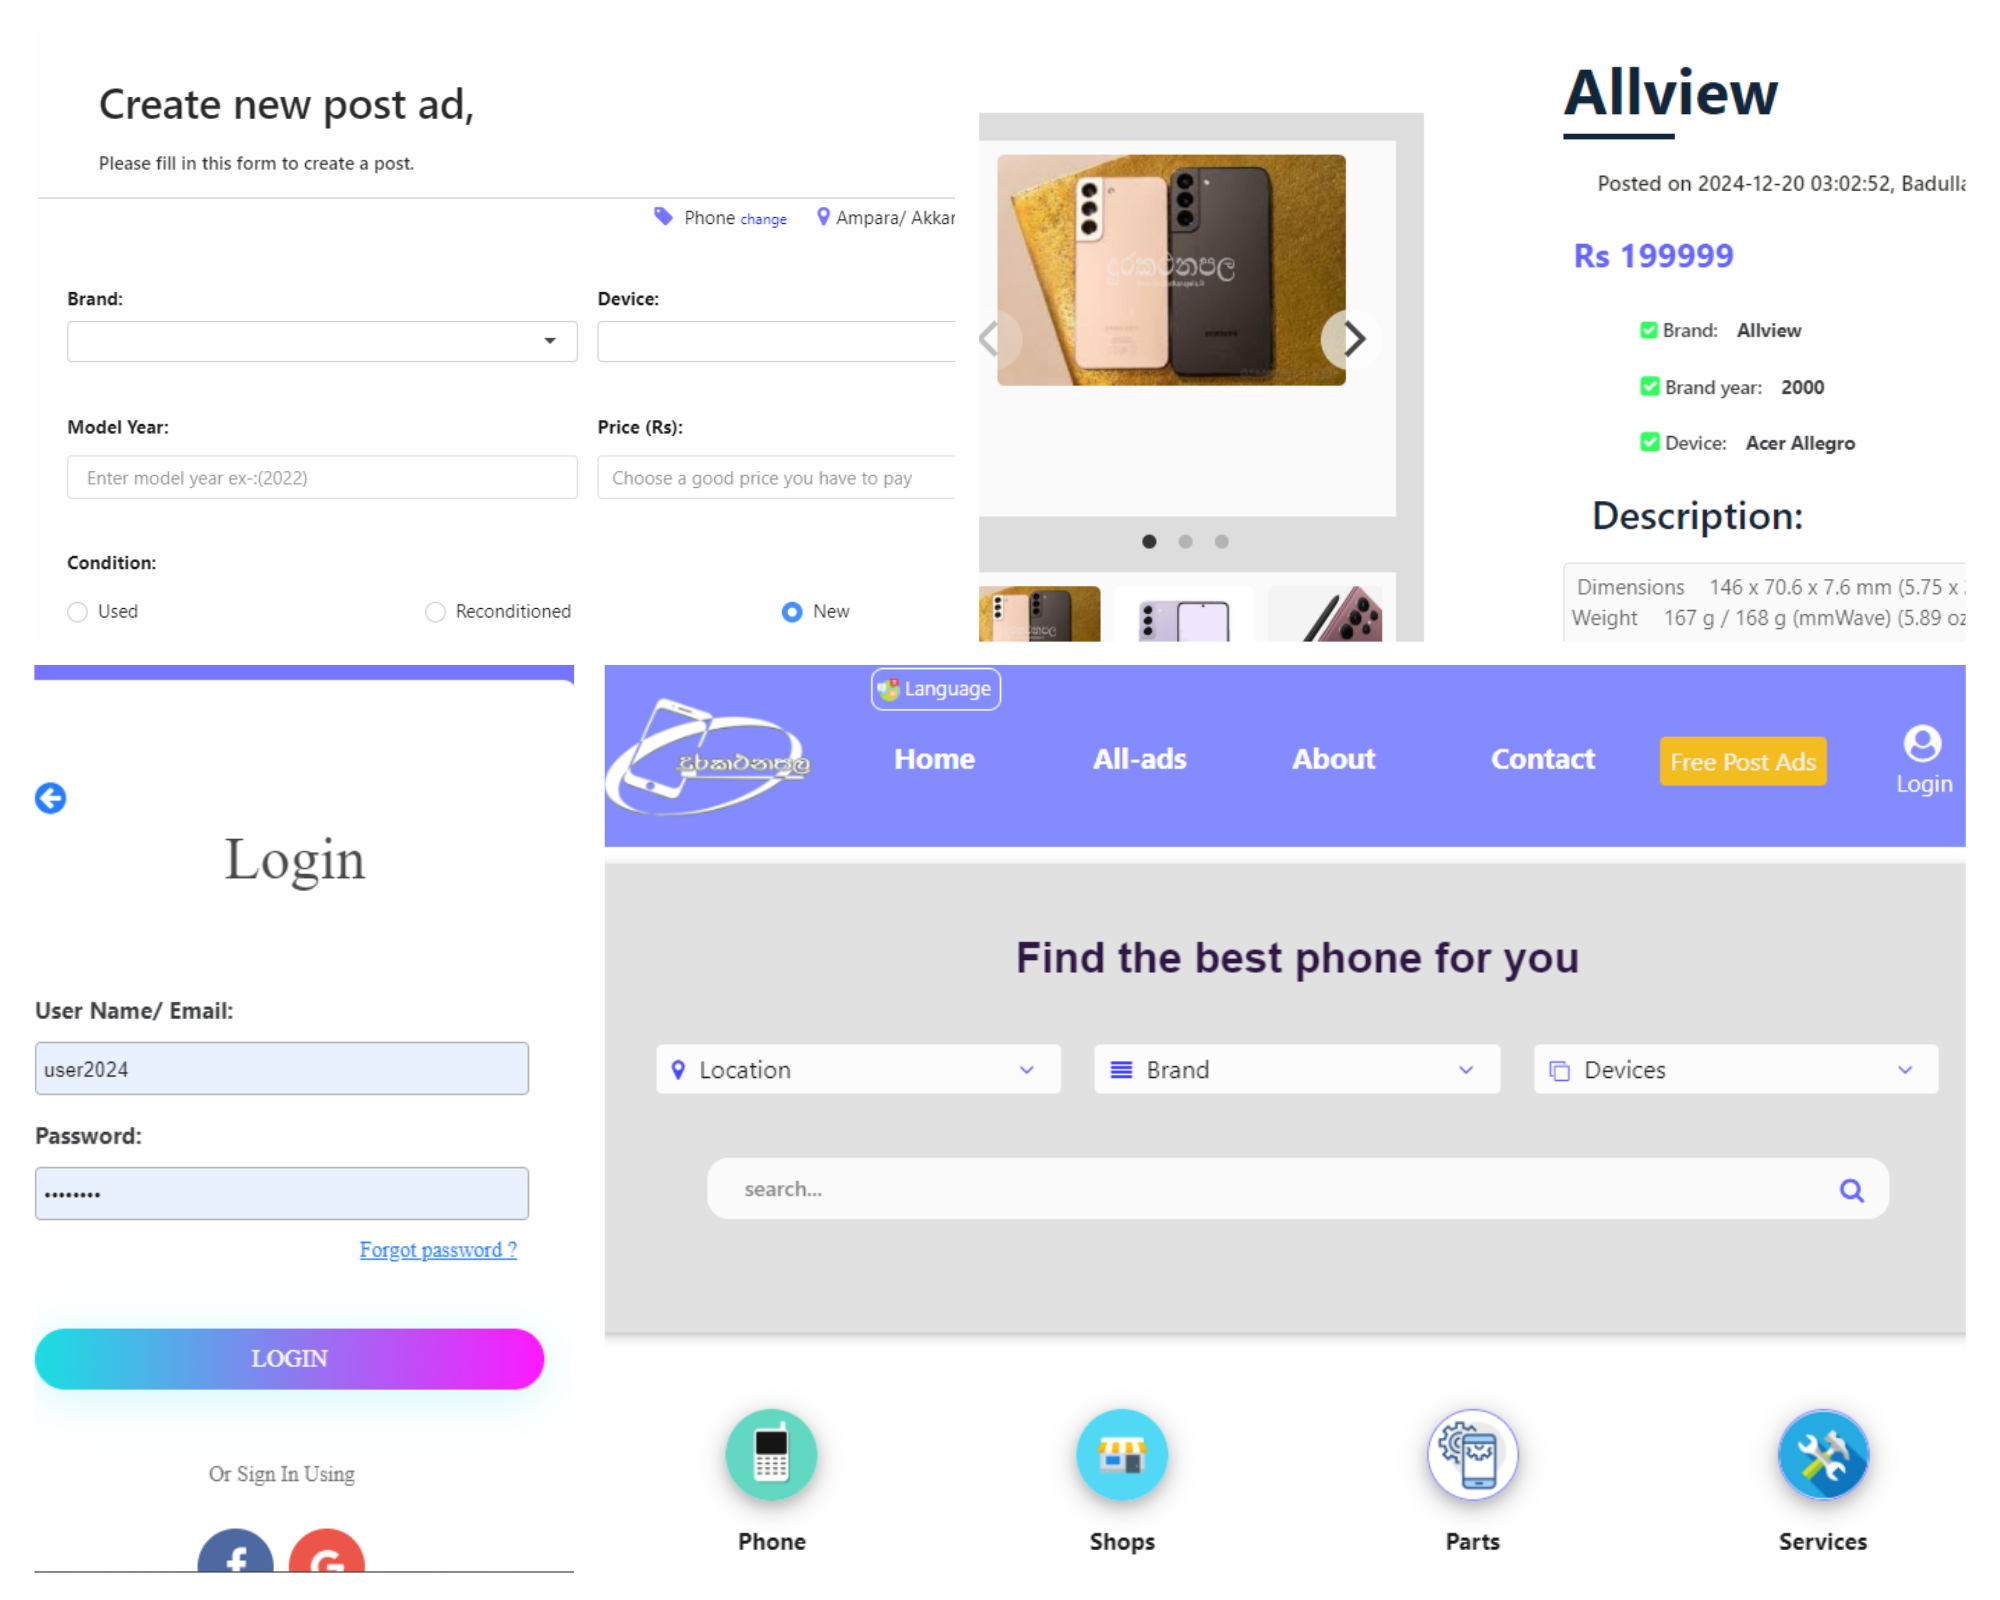 Create new post ad,
Please fill in this form to create a post.
Phone change Ampara/ Akkar
Brand:
Device:
Model Year:
Price (Rs):
Enter model year ex-:(2022)
Choose a good price you have to pay
Condition:
Used
Reconditioned
New
දුරකථනපල
Allview
Posted on 2024-12-20 03:02:52, Badulla
Rs 199999
Brand: Allview
Brand year: 2000
Device: Acer Allegro
Description:
Dimensions 146 x 70.6 x 7.6 mm (5.75 x
Weight 167 g / 168 g (mmWave) (5.89 oz
Login
User Name/ Email:
user2024
Password:
••••••••
Forgot password ?
LOGIN
Or Sign In Using
f G
දුරකථනපල
Language
Home
All-ads
About
Contact
Free Post Ads
Login
Find the best phone for you
Location
Brand
Devices
search...
Phone
Shops
Parts
Services